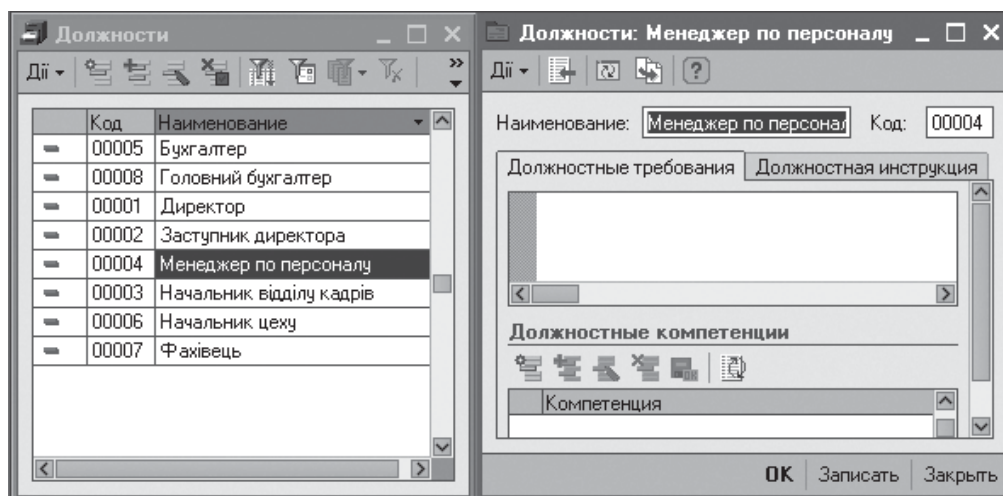 Должности
Дії
Код Наименование
00005 Бухгалтер
00008 Головний бухгалтер
00001 Директор
00002 Заступник директора
00004 Менеджер по персоналу
00003 Начальник відділу кадрів
00006 Начальник цеху
00007 Фахівець
Должности: Менеджер по персоналу
Дії
Наименование: Менеджер по персонал Код: 00004
Должностные требования Должностная инструкция
Должностные компетенции
Компетенция
OK Записать Закрыть